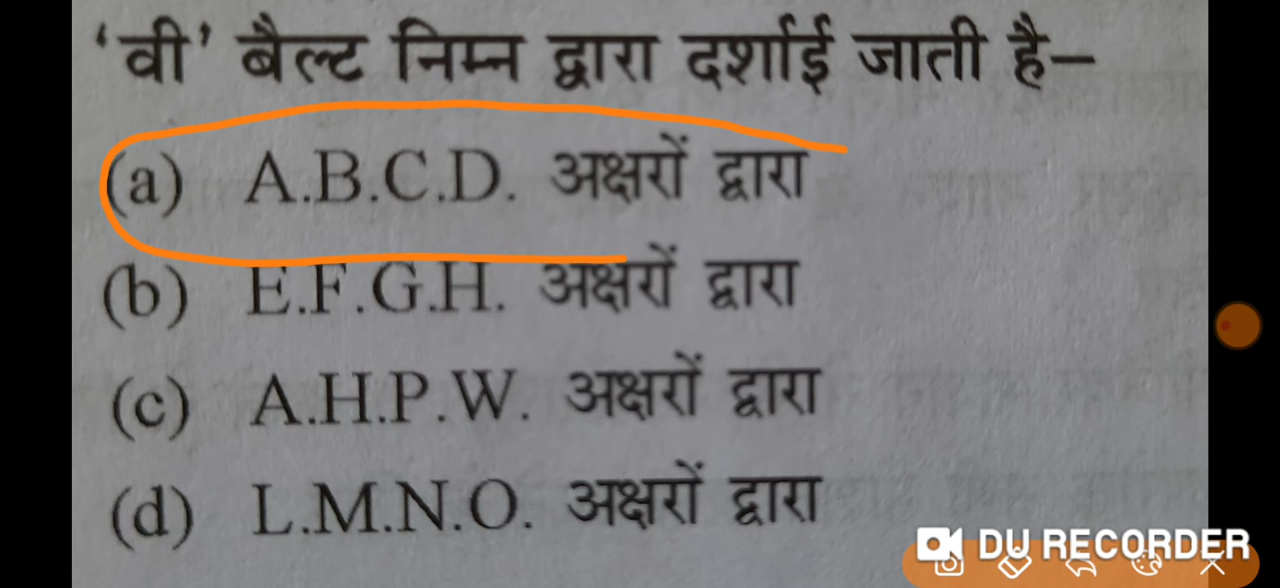 ‘वी’ बैल्ट निम्न द्वारा दर्शाई जाती है–
(a) A.B.C.D. अक्षरों द्वारा
(b) E.F.G.H. अक्षरों द्वारा
(c) A.H.P.W. अक्षरों द्वारा
(d) L.M.N.O. अक्षरों द्वारा
DU RECORDER